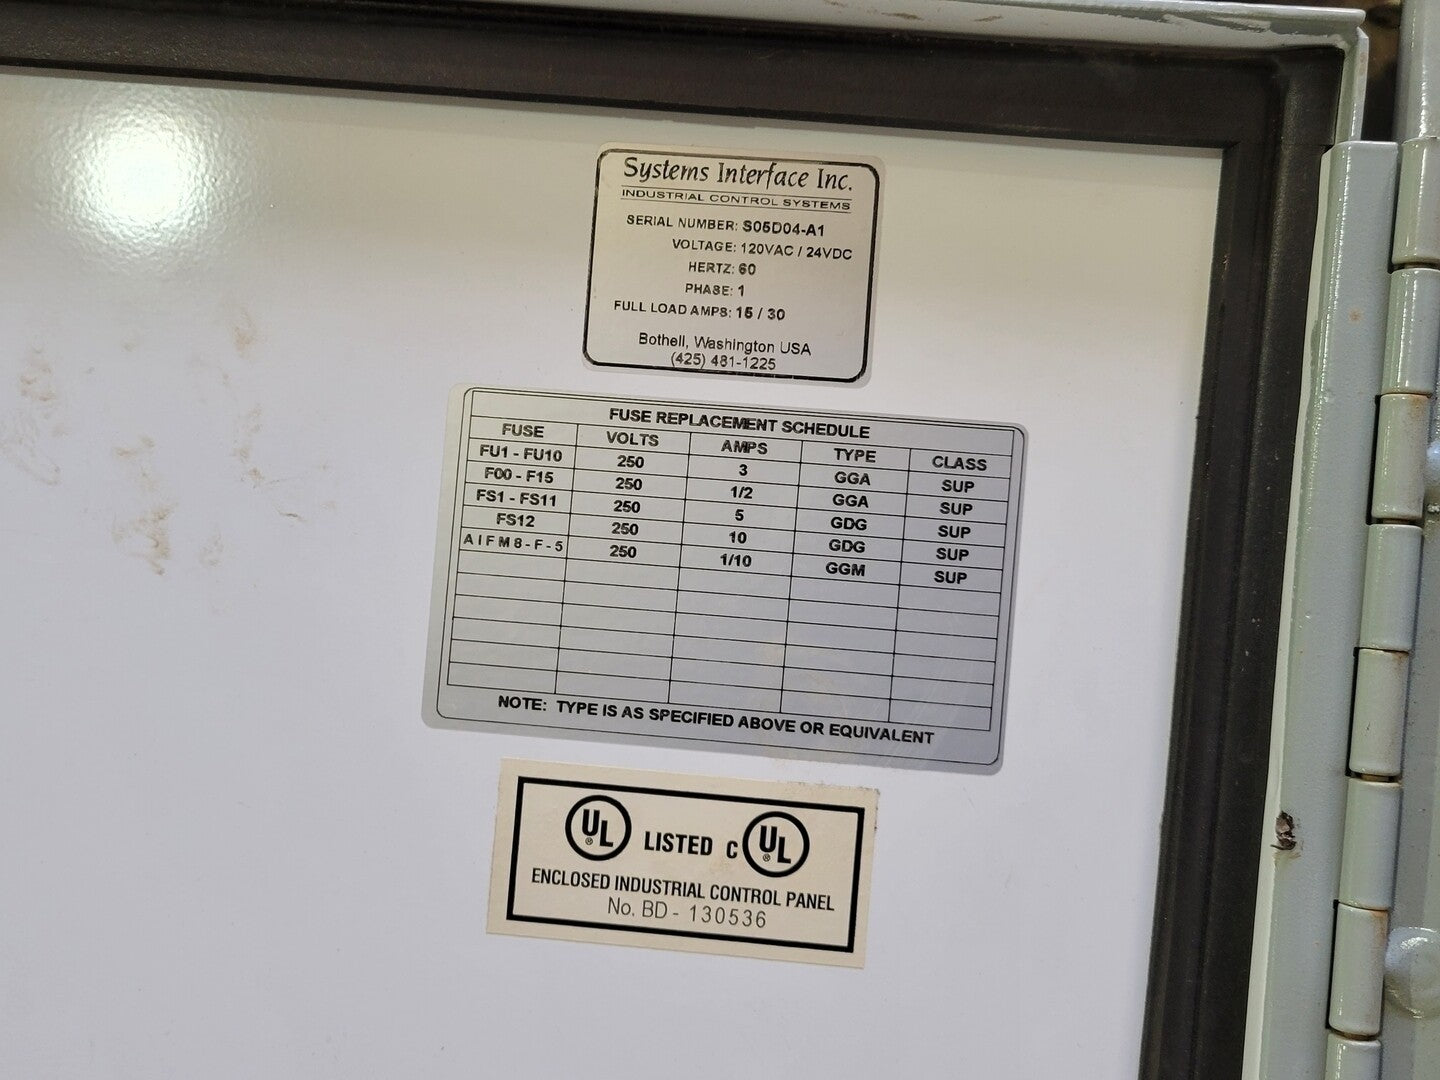 Systems Interface Inc.
INDUSTRIAL CONTROL SYSTEMS
SERIAL NUMBER: S05D04-A1
VOLTAGE: 120VAC / 24VDC
HERTZ: 60
PHASE: 1
FULL LOAD AMPS: 15 / 30
Bothell, Washington USA
(425) 481-1225
FUSE REPLACEMENT SCHEDULE
FUSE VOLTS AMPS TYPE CLASS
FU1 - FU10 250 3 GGA SUP
F00 - F15 250 1/2 GGA SUP
FS1 - FS11 250 5 GDG SUP
FS12 250 10 GDG SUP
AIFM8-F-5 250 1/10 GGM SUP
NOTE: TYPE IS AS SPECIFIED ABOVE OR EQUIVALENT
UL ® LISTED C UL ®
ENCLOSED INDUSTRIAL CONTROL PANEL
No. BD - 130536